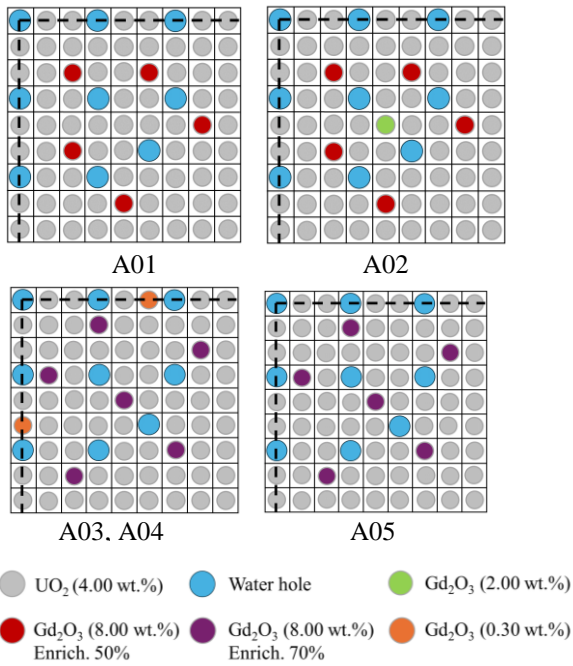 A01
A02
A03, A04
A05
UO₂ (4.00 wt.%)
Water hole
Gd₂O₃ (2.00 wt.%)
Gd₂O₃ (8.00 wt.%)
Enrich. 50%
Gd₂O₃ (8.00 wt.%)
Enrich. 70%
Gd₂O₃ (0.30 wt.%)